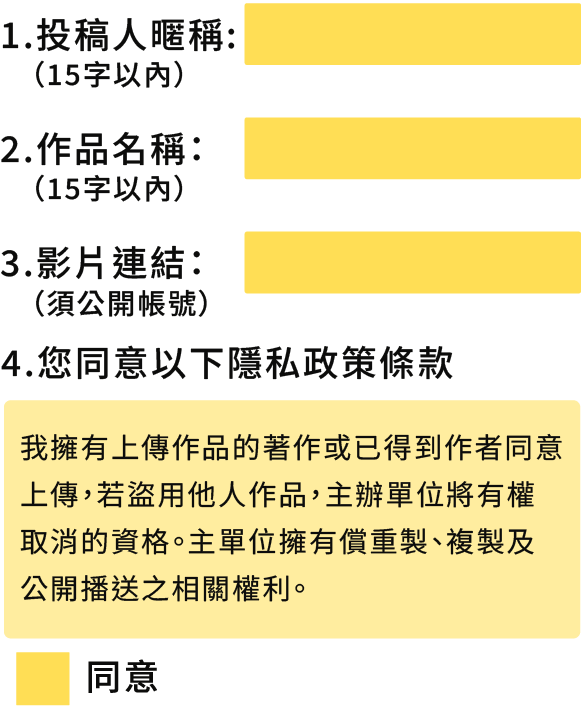 1.投稿人暱稱:
（15字以內）
2.作品名稱：
（15字以內）
3.影片連結：
（須公開帳號）
4.您同意以下隱私政策條款
我擁有上傳作品的著作或已得到作者同意
上傳，若盜用他人作品，主辦單位將有權
取消的資格。主單位擁有償重製、複製及
公開播送之相關權利。
同意